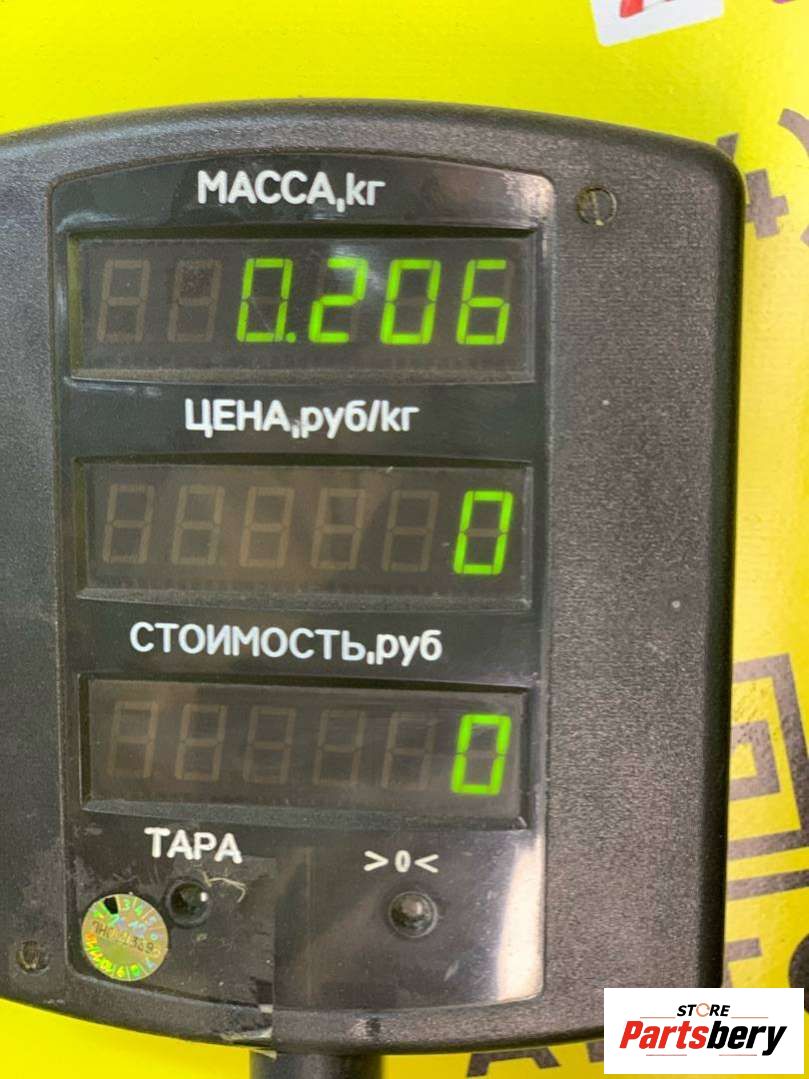 МАССА,кг
0.206
ЦЕНА,руб/кг
0
СТОИМОСТЬ,руб
0
ТАРА
>0<
STORE
Partsbery